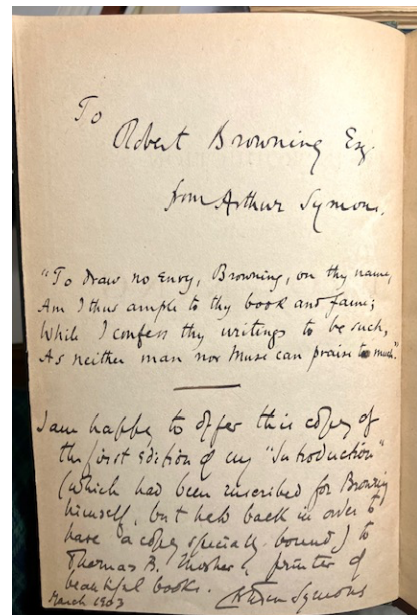 To
Robert Browning Esq.
from Arthur Symons.
"To draw no envy, Browning, on thy name,
Am I thus ample to thy book and fame;
While I confess thy writings to be such,
As neither man nor Muse can praise too much."
I am happy to offer this copy of
the first edition of my "Introduction"
(which had been inscribed for Browning
himself, but held back in order to
have a copy specially bound) to
Thomas B. Mosher, printer of
beautiful books. Arthur Symons
March 1903